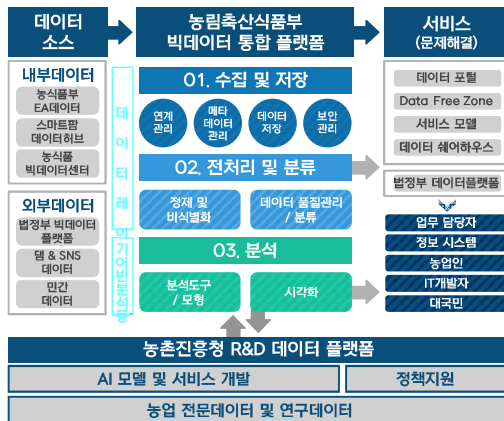 데이터
소스
농림축산식품부
빅데이터 통합 플랫폼
서비스
(문제해결)
내부데이터
농식품부
EA데이터
스마트팜
데이터허브
농식품
빅데이터센터
외부데이터
법정부 빅데이터
플랫폼
댐 & SNS
데이터
민간
데이터
데이터레이기어반분석공
01. 수집 및 저장
연계
관리
메타
데이터
관리
데이터
저장
보안
관리
02. 전처리 및 분류
정제 및
비식별화
데이터 품질관리
/ 분류
03. 분석
분석도구
/ 모형
시각화
데이터 포털
Data Free Zone
서비스 모델
데이터 쉐어하우스
법정부 데이터플랫폼
업무 담당자
정보 시스템
농업인
IT개발자
대국민
농촌진흥청 R&D 데이터 플랫폼
AI 모델 및 서비스 개발
정책지원
농업 전문데이터 및 연구데이터